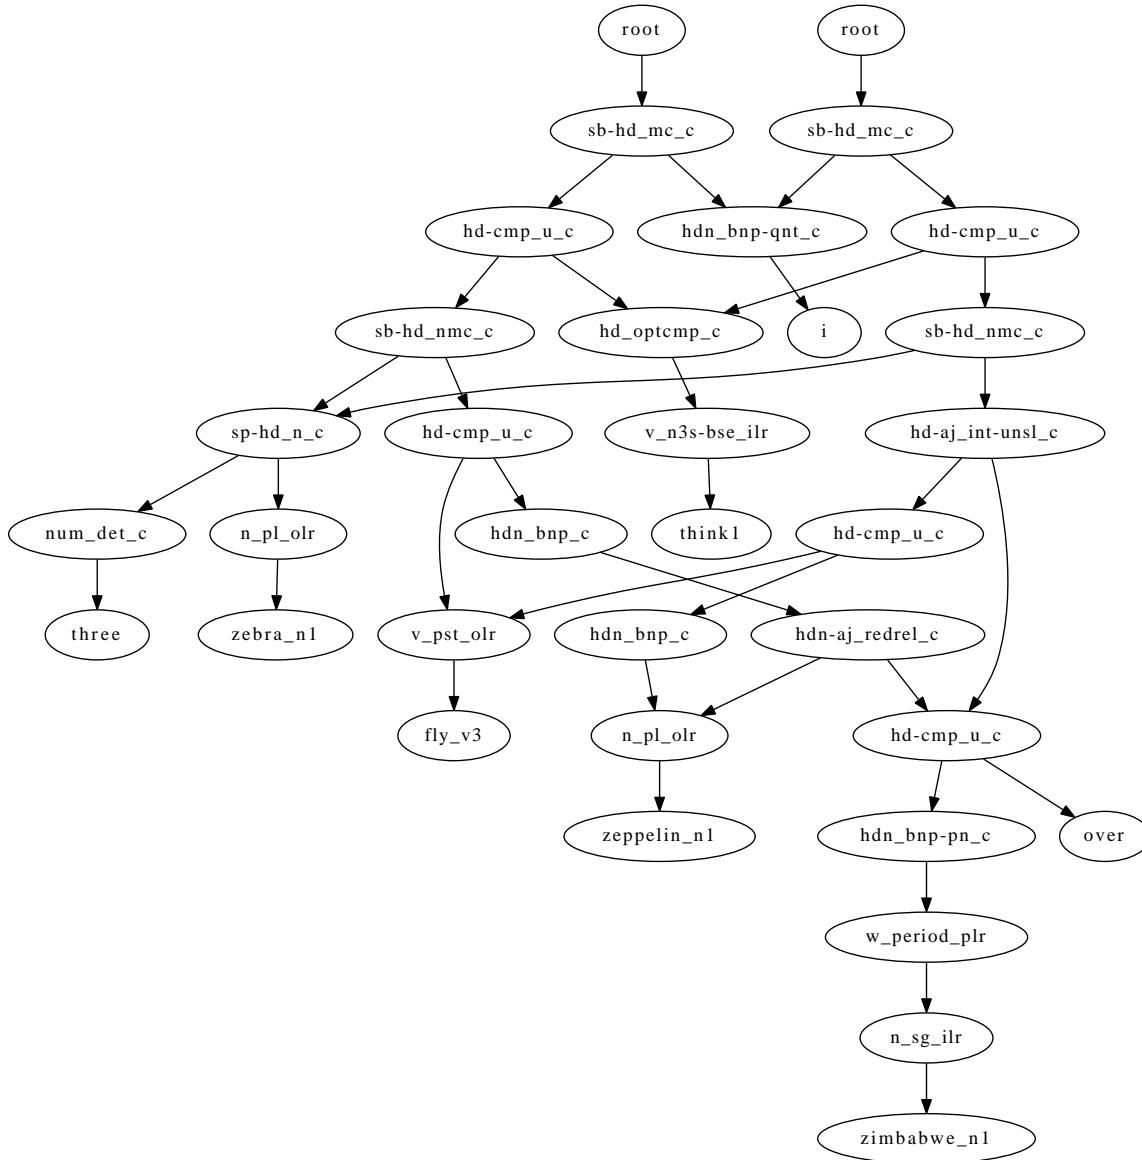 root root
sb-hd_mc_c sb-hd_mc_c
hd-cmp_u_c hdn_bnp-qnt_c hd-cmp_u_c
sb-hd_nmc_c hd_optcmp_c i sb-hd_nmc_c
sp-hd_n_c hd-cmp_u_c v_n3s-bse_ilr hd-aj_int-unsl_c
num_det_c n_pl_olr hdn_bnp_c think1 hd-cmp_u_c
three zebra_n1 v_pst_olr hdn_bnp_c hdn-aj_redrel_c
fly_v3 n_pl_olr hd-cmp_u_c
zeppelin_n1 hdn_bnp-pn_c over
w_period_plr
n_sg_ilr
zimbabwe_n1